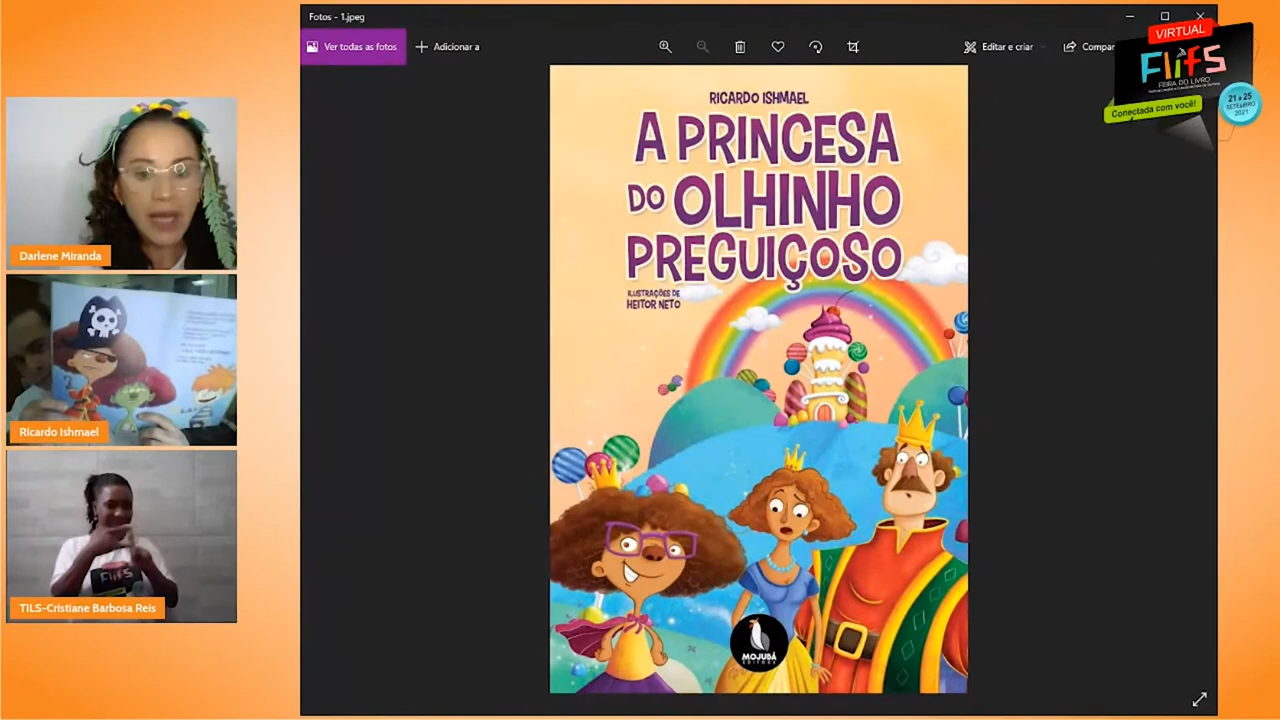 Fotos - 1.jpeg
Ver todas as fotos
Adicionar a
Editar e criar
Compar
VIRTUAL
FLIFS
FEIRA DO LIVRO
Conectada com você!
21 a 25
SETEMBRO
2021
RICARDO ISHMAEL
A PRINCESA
DO OLHINHO
PREGUIÇOSO
ILUSTRAÇÕES DE
HEITOR NETO
MOJUBÁ
EDITORA
Darlene Miranda
Ricardo Ishmael
FLIFS
TILS-Cristiane Barbosa Reis